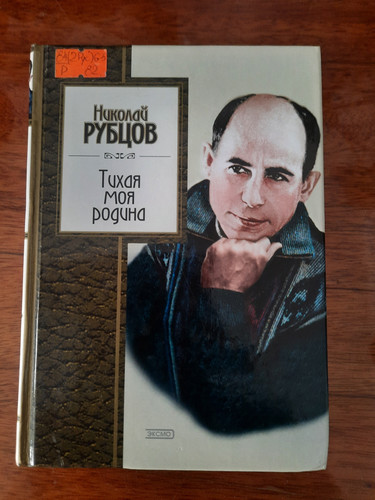 Николай
РУБЦОВ
Тихая
моя
родина
ЭКСМО